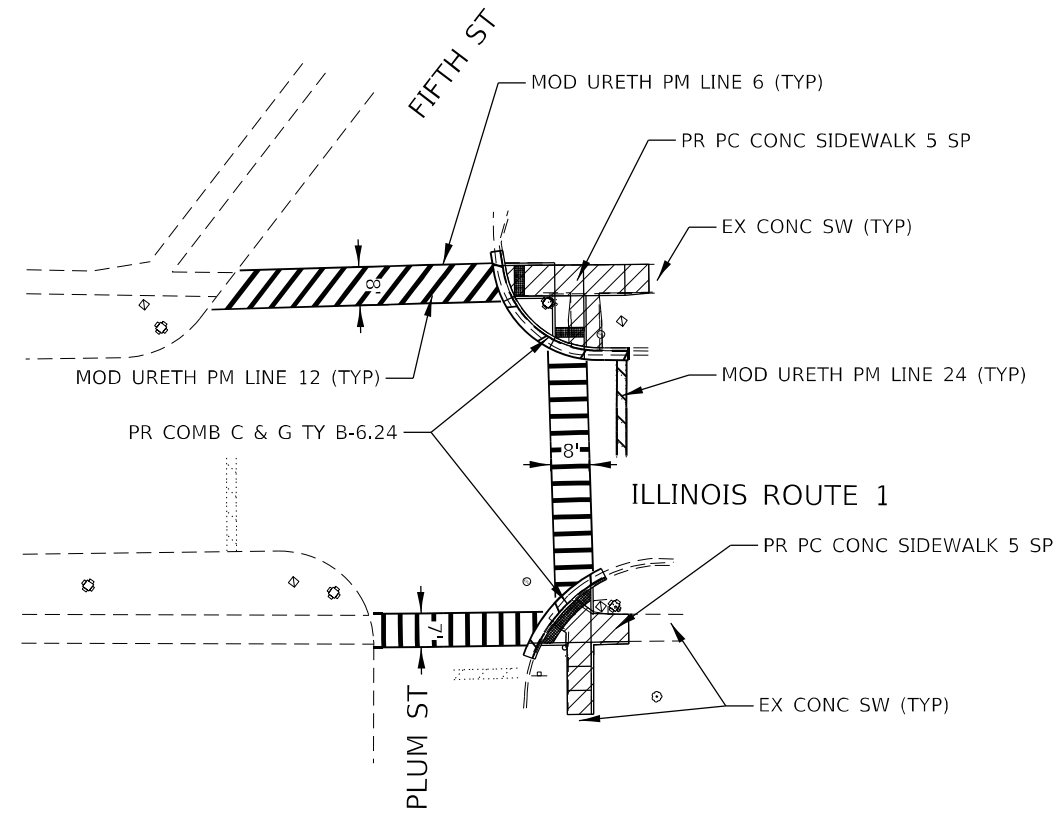 FIFTH ST
MOD URETH PM LINE 6 (TYP)
PR PC CONC SIDEWALK 5 SP
EX CONC SW (TYP)
8'
MOD URETH PM LINE 12 (TYP)
MOD URETH PM LINE 24 (TYP)
PR COMB C & G TY B-6.24
8'
ILLINOIS ROUTE 1
PR PC CONC SIDEWALK 5 SP
7'
EX CONC SW (TYP)
PLUM ST